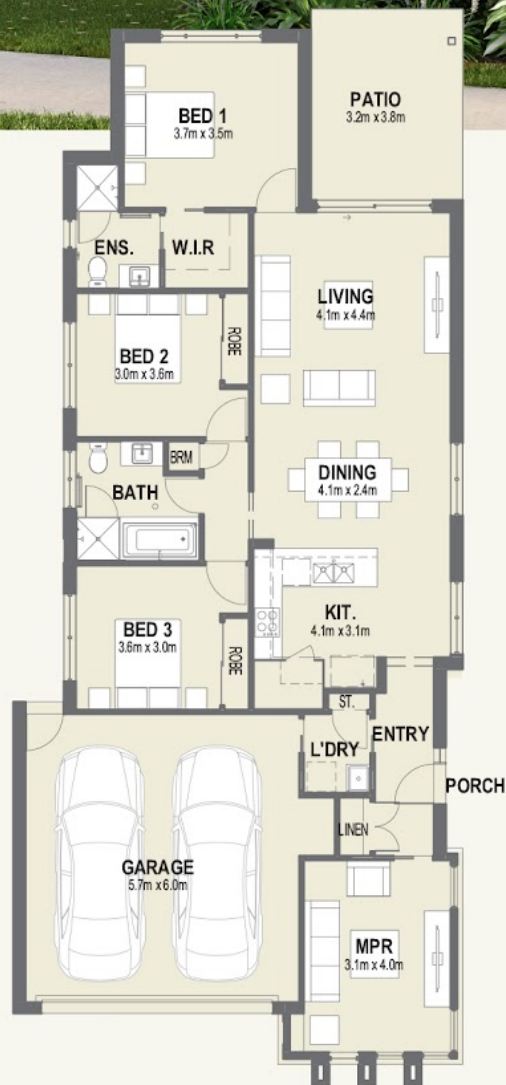 BED 1
3.7m x 3.5m
PATIO
3.2m x 3.8m
ENS.
W.I.R
LIVING
4.1m x 4.4m
BED 2
3.0m x 3.6m
ROBE
BRM
BATH
DINING
4.1m x 2.4m
KIT.
4.1m x 3.1m
BED 3
3.6m x 3.0m
ROBE
ST.
L'DRY
ENTRY
PORCH
LINEN
GARAGE
5.7m x 6.0m
MPR
3.1m x 4.0m